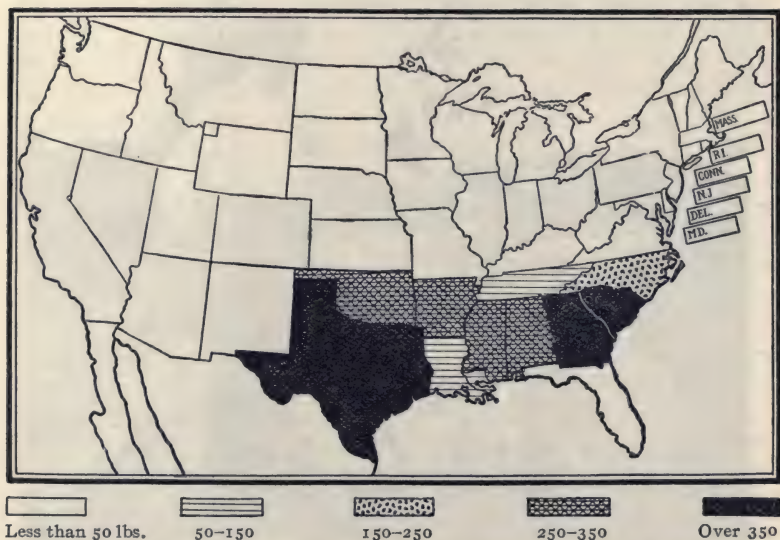 MASS.
R.I.
CONN.
N.J
DEL.
MD.
Less than 50 lbs. 50-150 150-250 250-350 Over 350